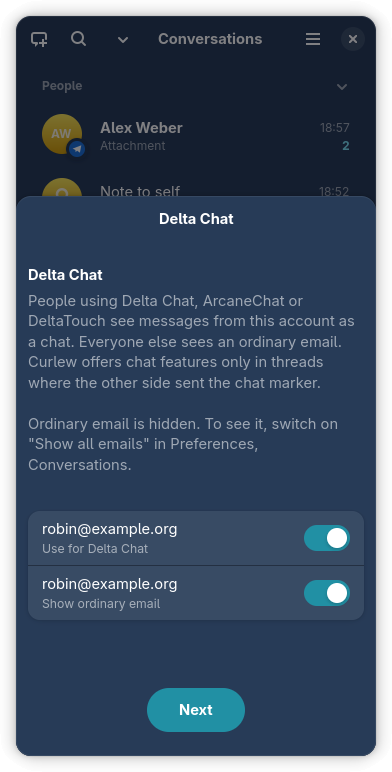 Conversations
People
AW
Alex Weber
18:57
Attachment
2
Note to self
18:52
Delta Chat
Delta Chat
People using Delta Chat, ArcaneChat or
DeltaTouch see messages from this account as
a chat. Everyone else sees an ordinary email.
Curlew offers chat features only in threads
where the other side sent the chat marker.
Ordinary email is hidden. To see it, switch on
"Show all emails" in Preferences,
Conversations.
robin@example.org
Use for Delta Chat
robin@example.org
Show ordinary email
Next